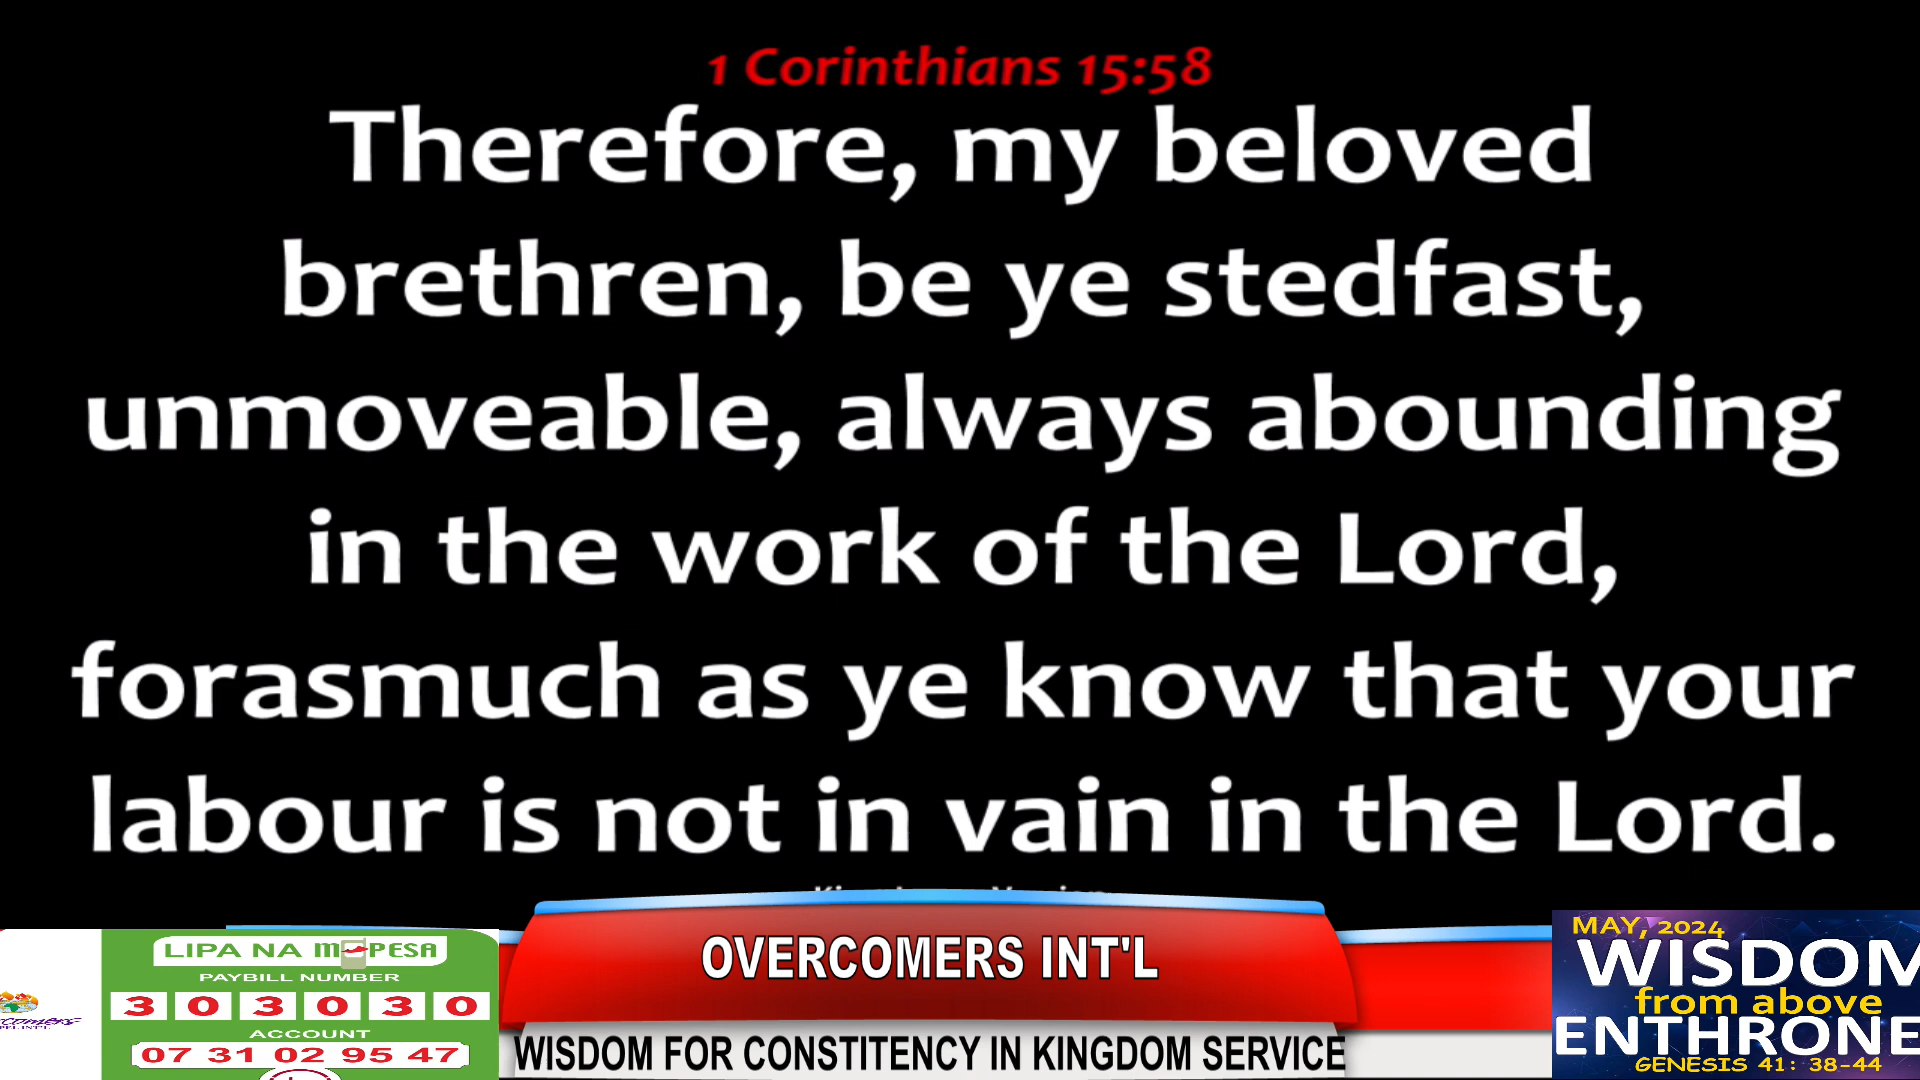 1 Corinthians 15:58
Therefore, my beloved
brethren, be ye stedfast,
unmoveable, always abounding
in the work of the Lord,
forasmuch as ye know that your
labour is not in vain in the Lord.
OVERCOMERS INT'L
WISDOM FOR CONSTITENCY IN KINGDOM SERVICE
LIPA NA M-PESA
PAYBILL NUMBER
3 0 3 0 3 0
ACCOUNT
07 31 02 95 47
MAY, 2024
WISDOM
from above
ENTHRONE
GENESIS 41: 38-44